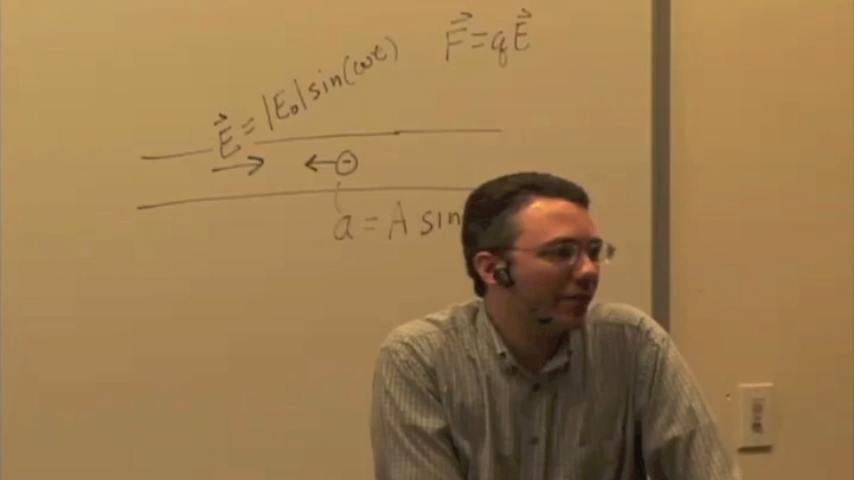 F⃗ = qE⃗
E⃗ = |E₀| sin(ωt)
−
a = A sin